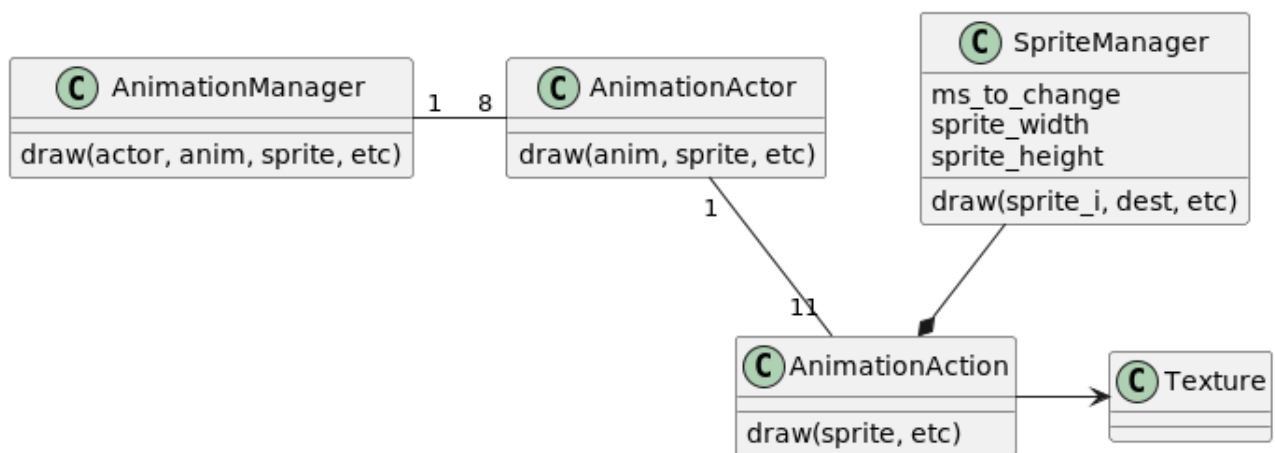 C AnimationManager
draw(actor, anim, sprite, etc)
1
8
C AnimationActor
draw(anim, sprite, etc)
C SpriteManager
ms_to_change
sprite_width
sprite_height
draw(sprite_i, dest, etc)
1
11
C AnimationAction
draw(sprite, etc)
C Texture